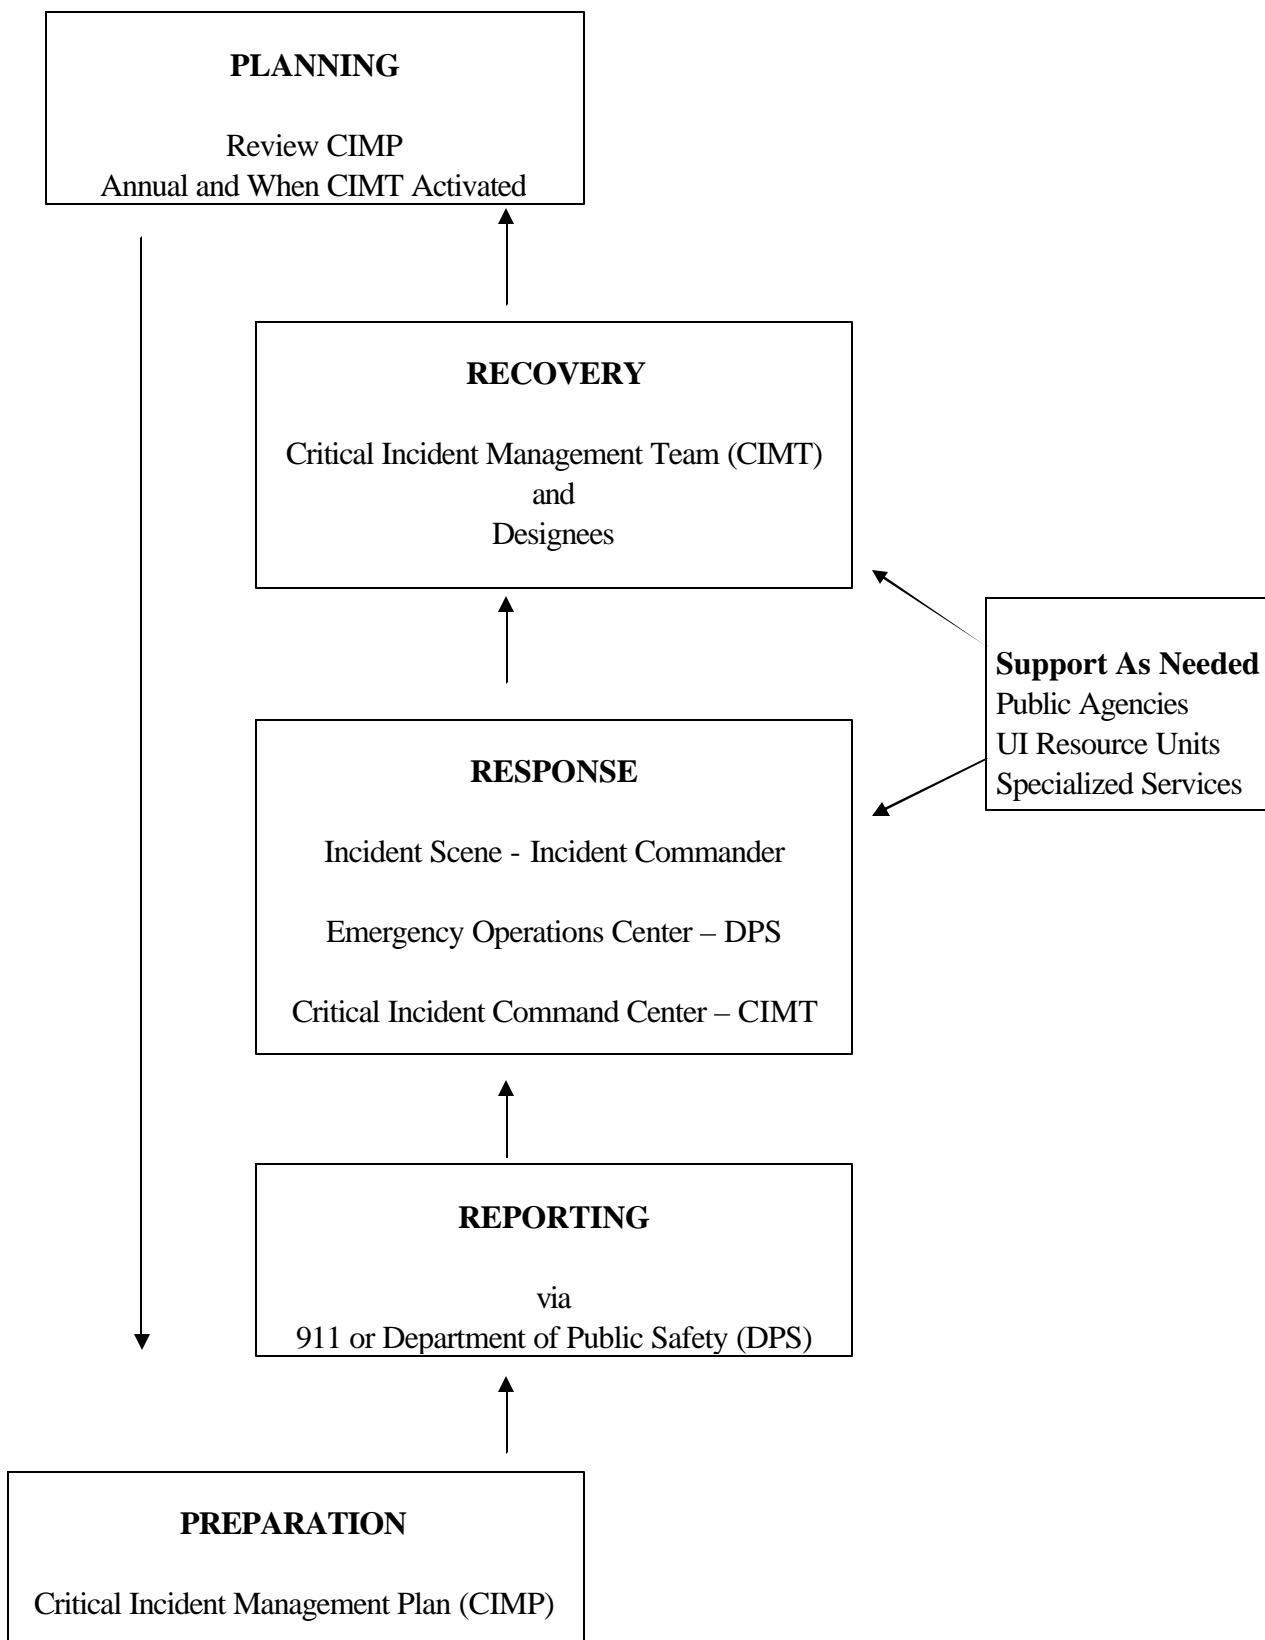 PLANNING
Review CIMP
Annual and When CIMT Activated
RECOVERY
Critical Incident Management Team (CIMT)
and
Designees
Support As Needed
Public Agencies
UI Resource Units
Specialized Services
RESPONSE
Incident Scene - Incident Commander
Emergency Operations Center – DPS
Critical Incident Command Center – CIMT
REPORTING
via
911 or Department of Public Safety (DPS)
PREPARATION
Critical Incident Management Plan (CIMP)